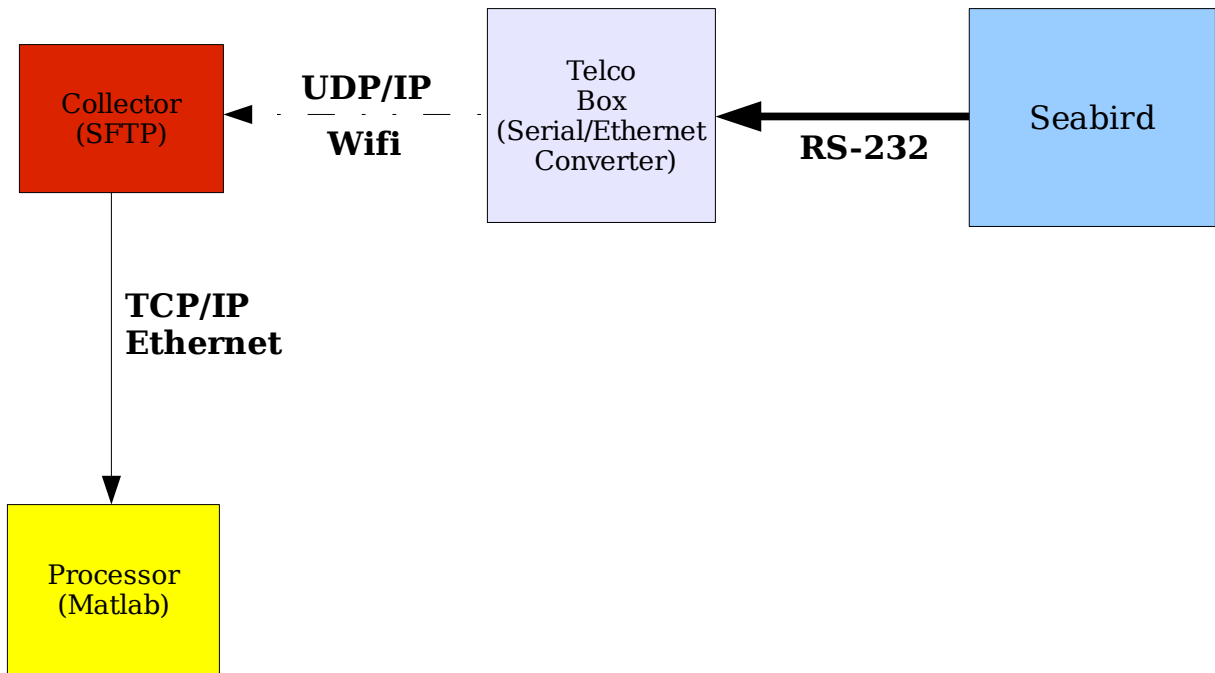 Collector
(SFTP)
UDP/IP
Wifi
Telco
Box
(Serial/Ethernet
Converter)
RS-232
Seabird
TCP/IP
Ethernet
Processor
(Matlab)